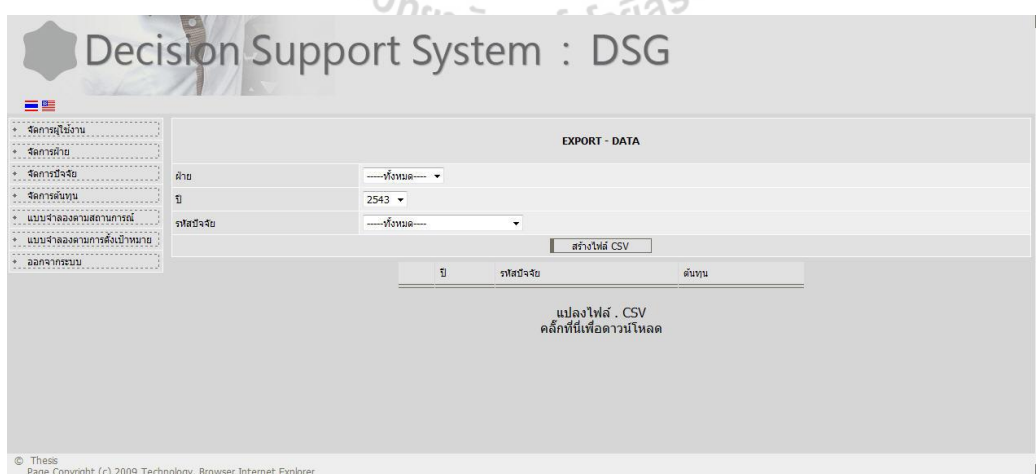 Decision Support System : DSG
จัดการผู้ใช้งาน
จัดการฝ่าย
จัดการปัจจัย
จัดการต้นทุน
แบบจำลองตามสถานการณ์
แบบจำลองตามการตั้งเป้าหมาย
ออกจากระบบ
EXPORT - DATA
ฝ่าย -----ทั้งหมด----
ปี 2543
รหัสปัจจัย -----ทั้งหมด----
สร้างไฟล์ CSV
ปี รหัสปัจจัย ต้นทุน
แปลงไฟล์ . CSV
คลิ๊กที่นี่เพื่อดาวน์โหลด
© Thesis
Page Copyright (c) 2009 Technology. Browser Internet Explorer